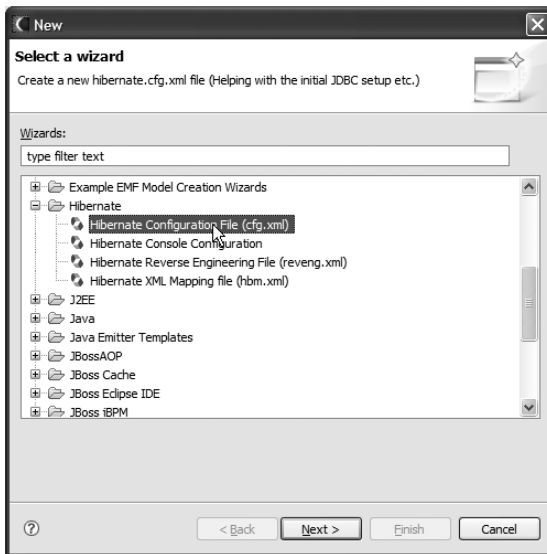 New
Select a wizard
Create a new hibernate.cfg.xml file (Helping with the initial JDBC setup etc.)
Wizards:
type filter text
Example EMF Model Creation Wizards
Hibernate
Hibernate Configuration File (cfg.xml)
Hibernate Console Configuration
Hibernate Reverse Engineering File (reveng.xml)
Hibernate XML Mapping file (hbm.xml)
J2EE
Java
Java Emitter Templates
JBossAOP
JBoss Cache
JBoss Eclipse IDE
JBoss jBPM
? < Back Next > Finish Cancel